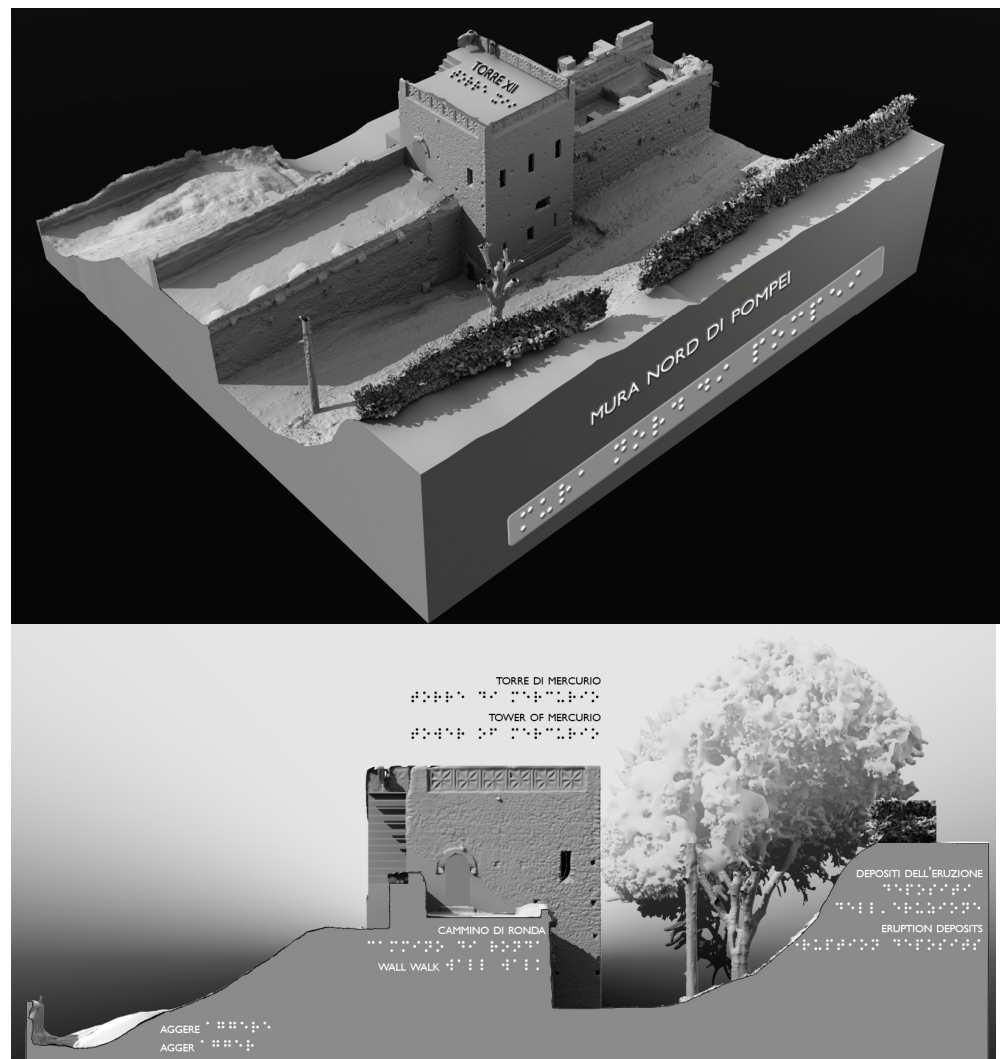 TORRE XII
⠞⠕⠗⠗⠑ ⠭⠊⠊
MURA NORD DI POMPEI
⠍⠥⠗⠁ ⠝⠕⠗⠙ ⠙⠊ ⠏⠕⠍⠏⠑⠊
TORRE DI MERCURIO
⠞⠕⠗⠗⠑ ⠙⠊ ⠍⠑⠗⠉⠥⠗⠊⠕
TOWER OF MERCURIO
⠞⠕⠺⠑⠗ ⠕⠋ ⠍⠑⠗⠉⠥⠗⠊⠕
DEPOSITI DELL'ERUZIONE
⠙⠑⠏⠕⠎⠊⠞⠊
⠙⠑⠇⠇⠄⠑⠗⠥⠵⠊⠕⠝⠑
ERUPTION DEPOSITS
⠑⠗⠥⠏⠞⠊⠕⠝ ⠙⠑⠏⠕⠎⠊⠞⠎
CAMMINO DI RONDA
⠉⠁⠍⠍⠊⠝⠕ ⠙⠊ ⠗⠕⠝⠙⠁
WALL WALK ⠺⠁⠇⠇ ⠺⠁⠇⠅
AGGERE ⠁⠛⠛⠑⠗⠑
AGGER ⠁⠛⠛⠑⠗